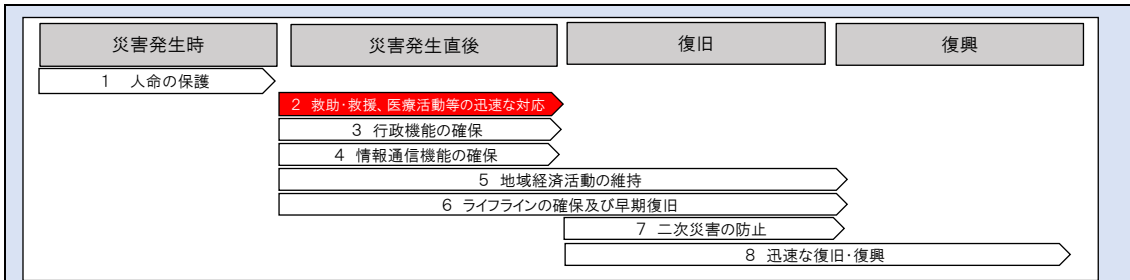 災害発生時
災害発生直後
復旧
復興
1 人命の保護
2 救助・救援、医療活動等の迅速な対応
3 行政機能の確保
4 情報通信機能の確保
5 地域経済活動の維持
6 ライフラインの確保及び早期復旧
7 二次災害の防止
8 迅速な復旧・復興